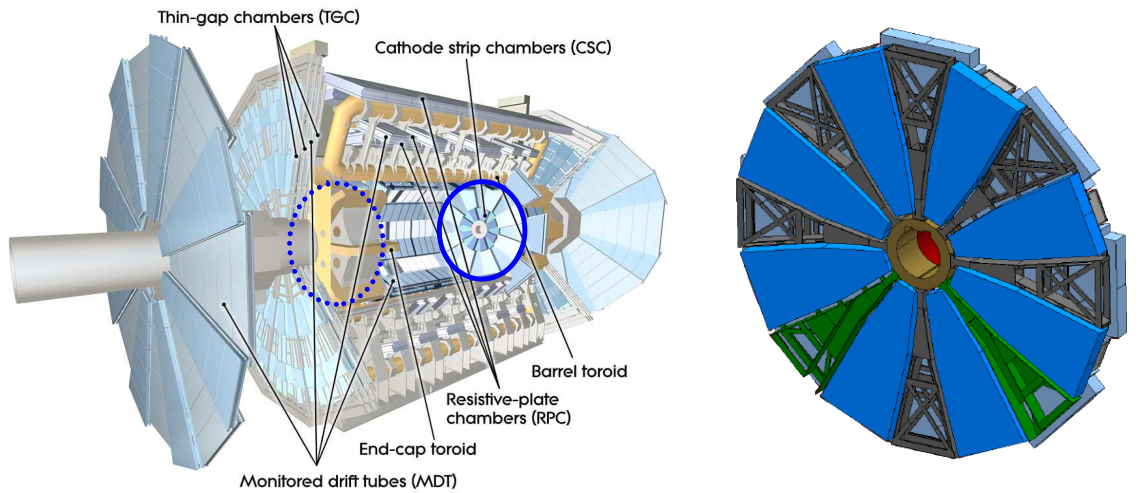 Thin-gap chambers (TGC)
Cathode strip chambers (CSC)
Barrel toroid
Resistive-plate
chambers (RPC)
End-cap toroid
Monitored drift tubes (MDT)